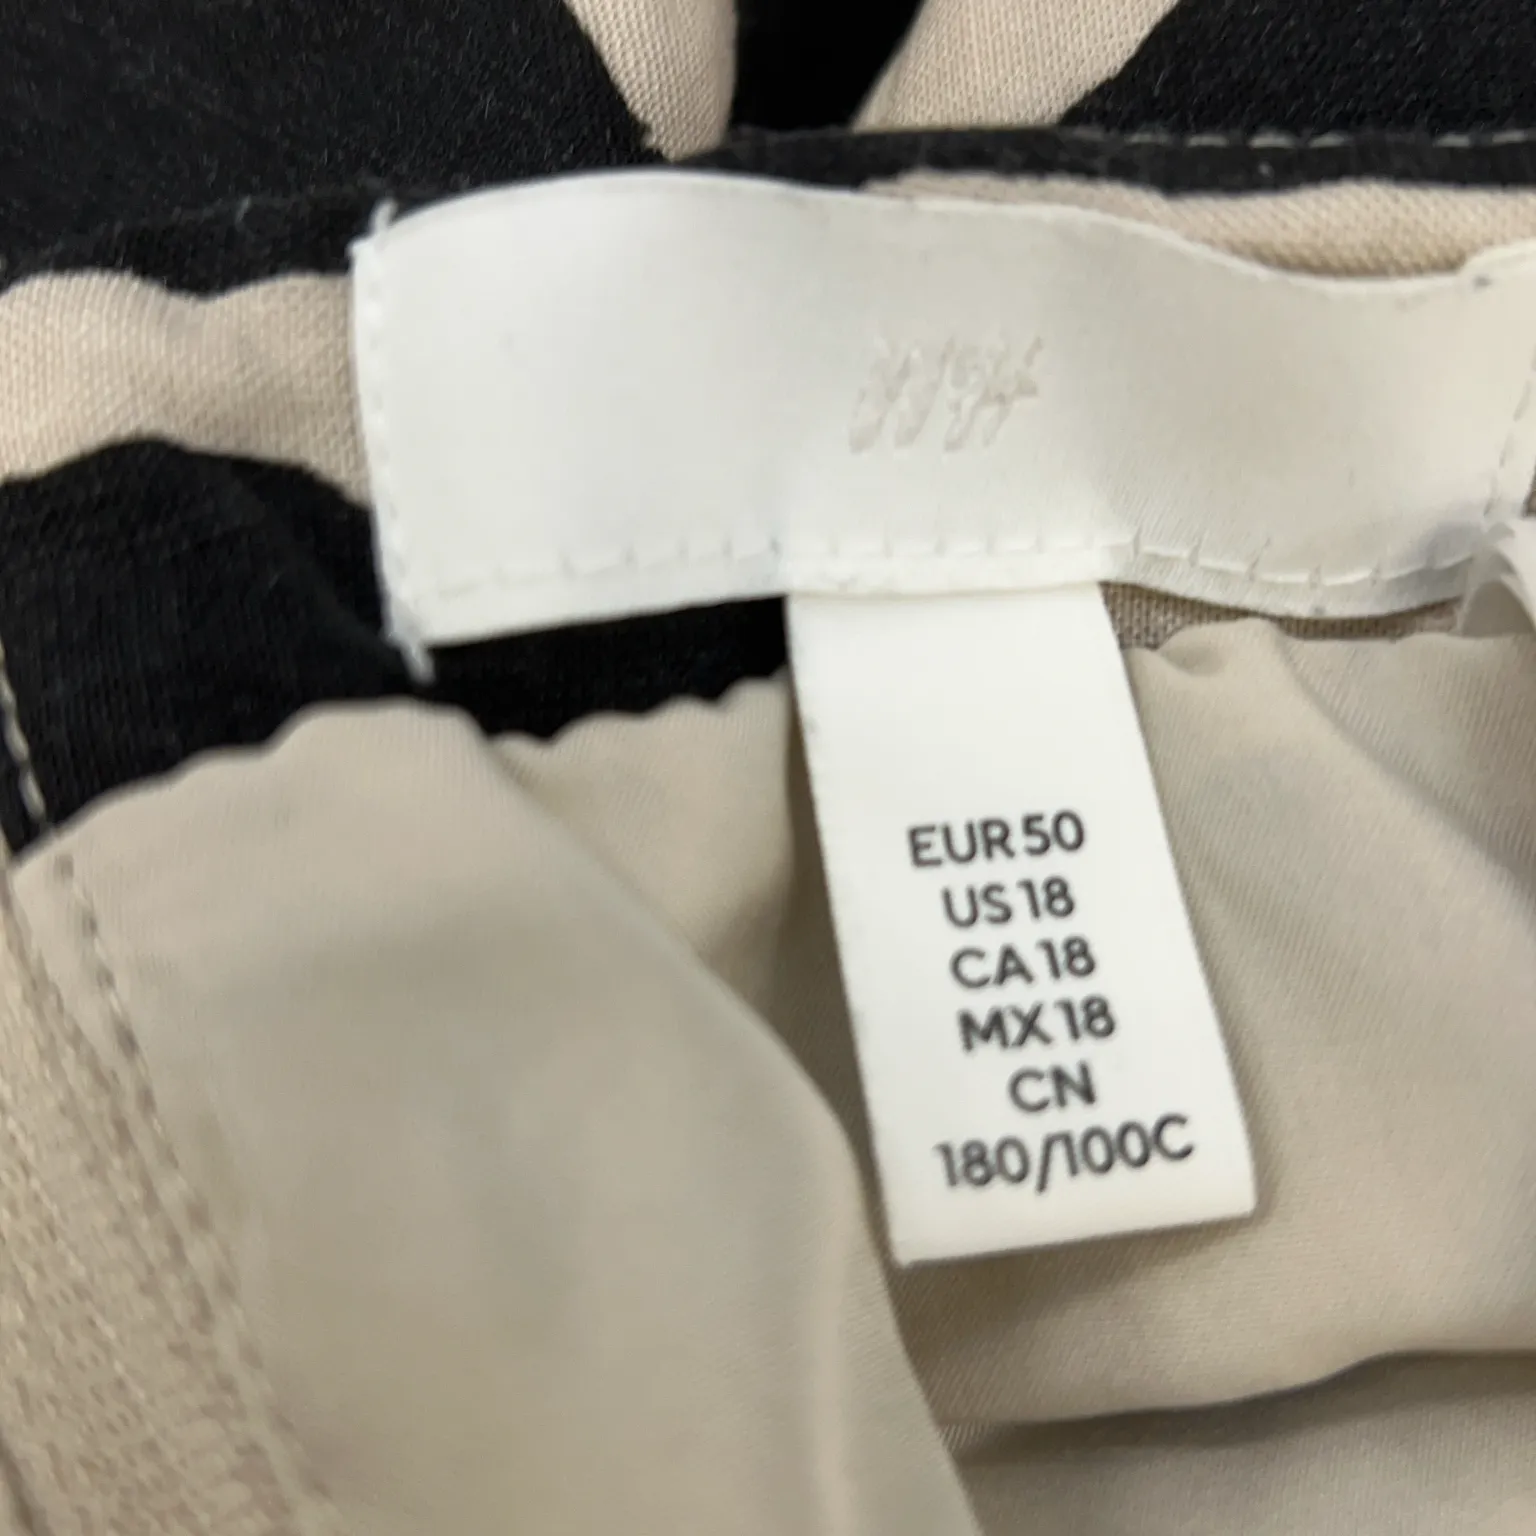 H&M
EUR 50
US 18
CA 18
MX 18
CN
180/100C